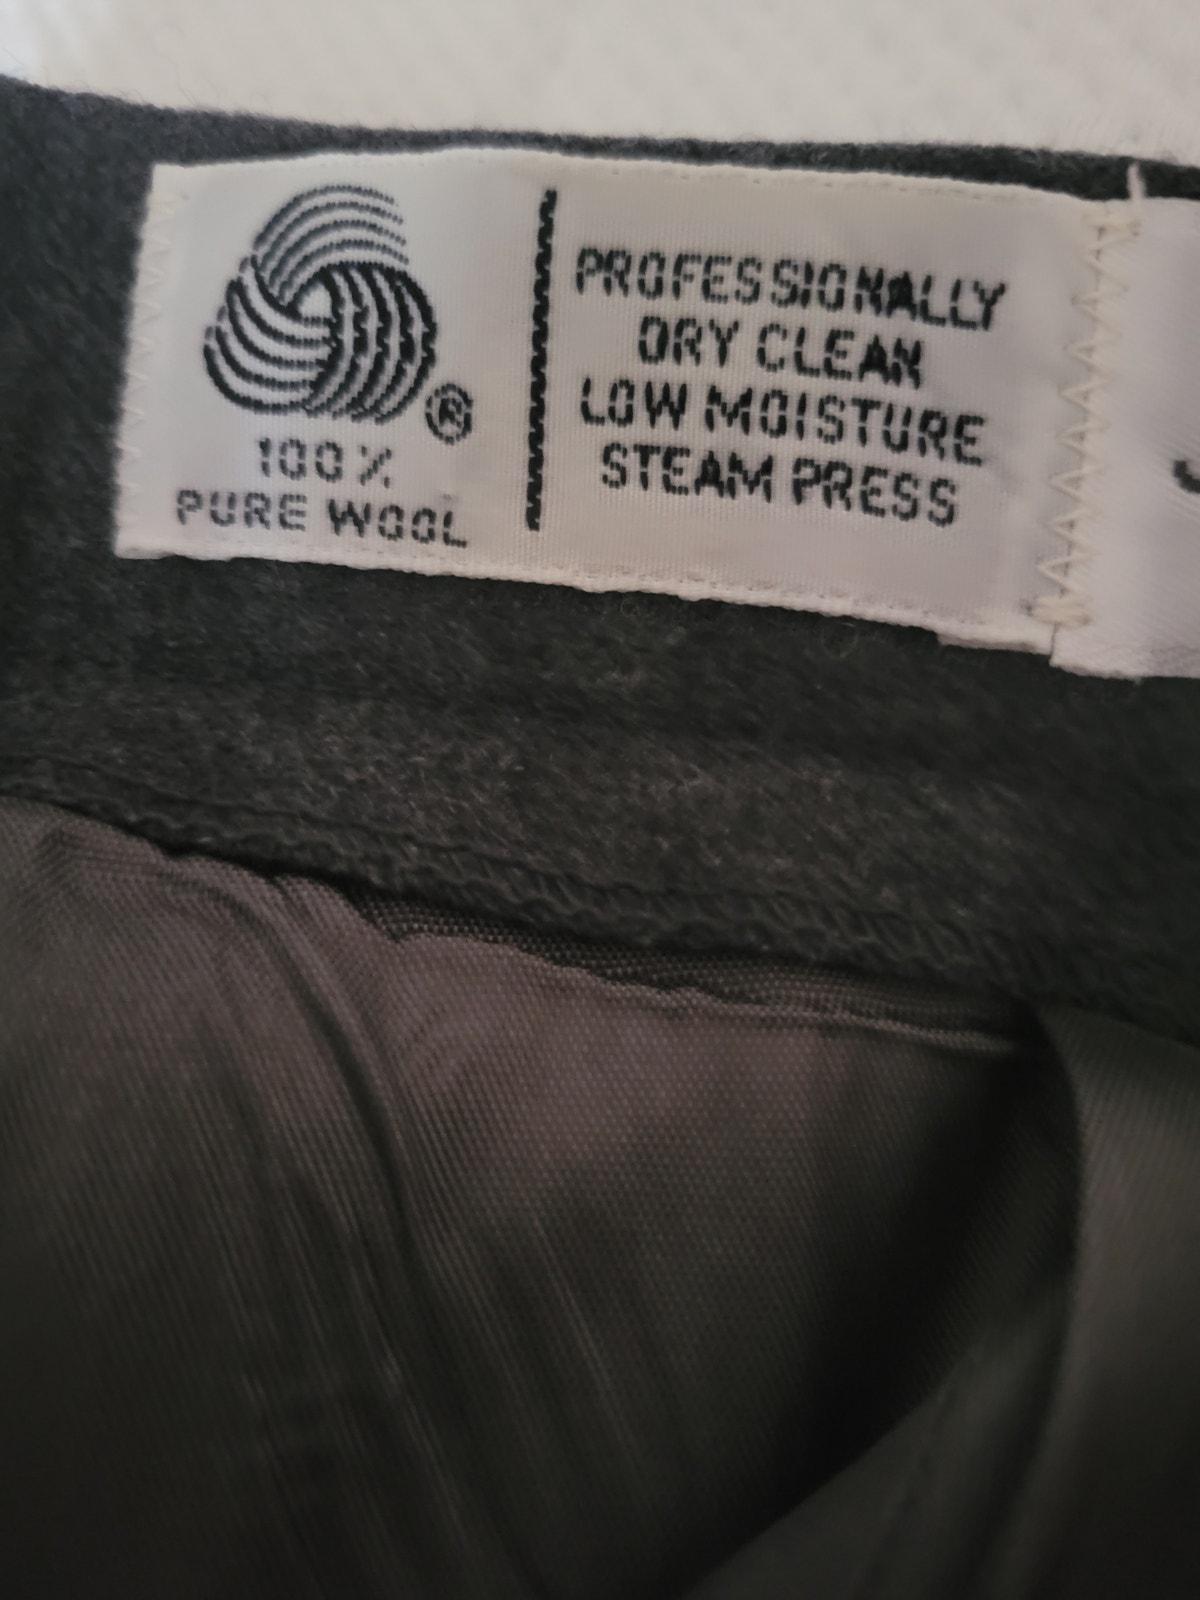 ®
100%
PURE WOOL
PROFESSIONALLY
DRY CLEAN
LOW MOISTURE
STEAM PRESS